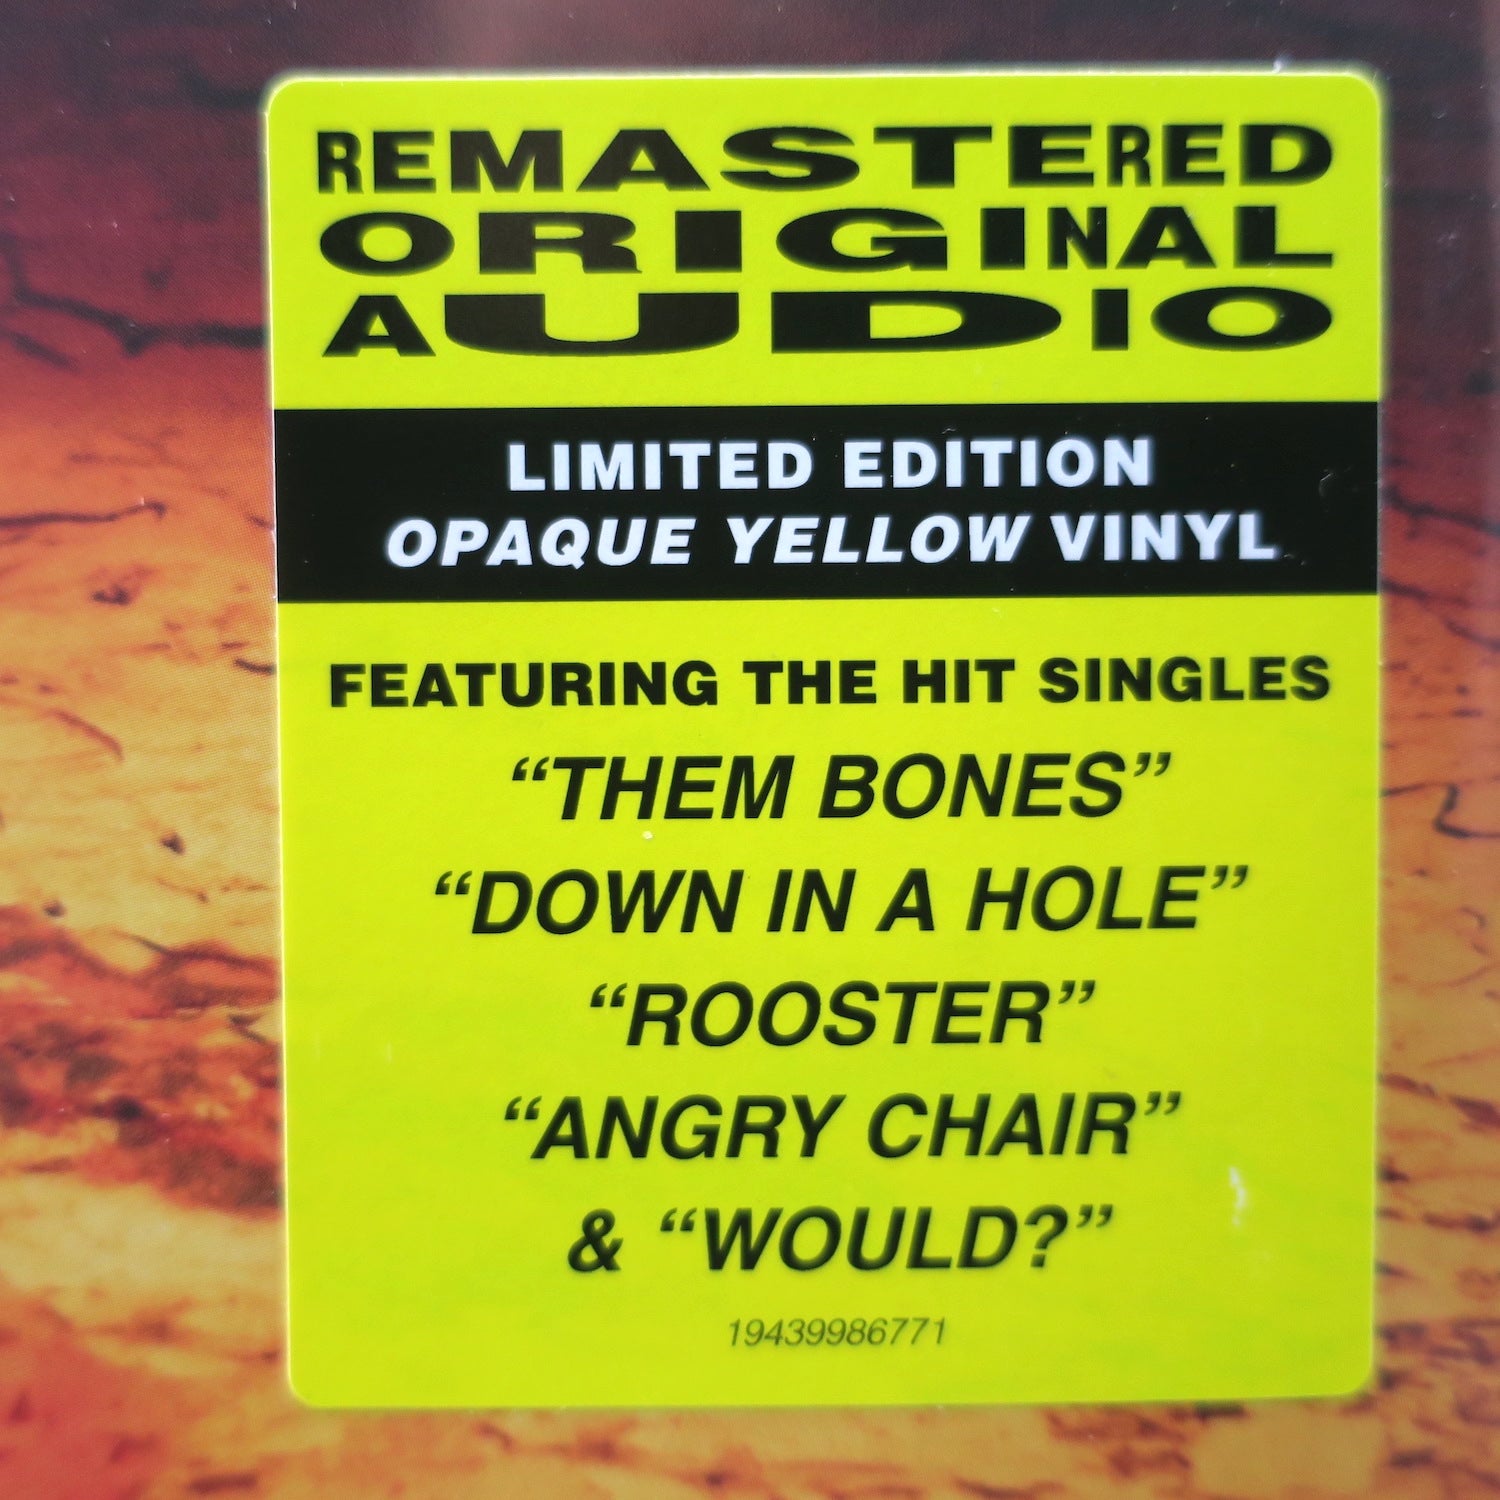 REMASTERED
ORIGINAL
AUDIO
LIMITED EDITION
OPAQUE YELLOW VINYL
FEATURING THE HIT SINGLES
“THEM BONES”
“DOWN IN A HOLE”
“ROOSTER”
“ANGRY CHAIR”
& “WOULD?”
19439986771